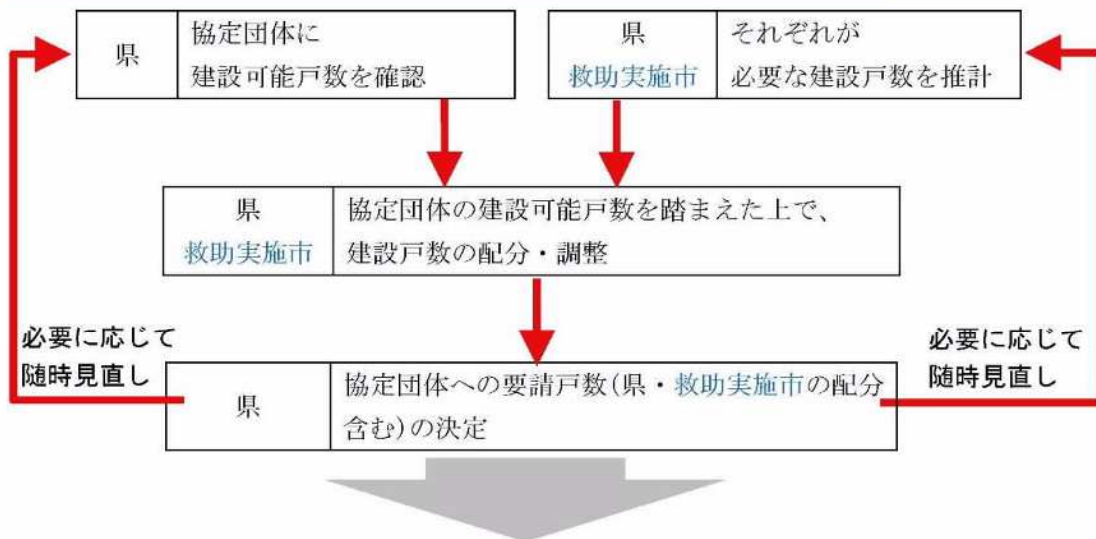 県
協定団体に
建設可能戸数を確認
県
救助実施市
それぞれが
必要な建設戸数を推計
県
救助実施市
協定団体の建設可能戸数を踏まえた上で、
建設戸数の配分・調整
必要に応じて
随時見直し
県
協定団体への要請戸数(県・救助実施市の配分
含む)の決定
必要に応じて
随時見直し